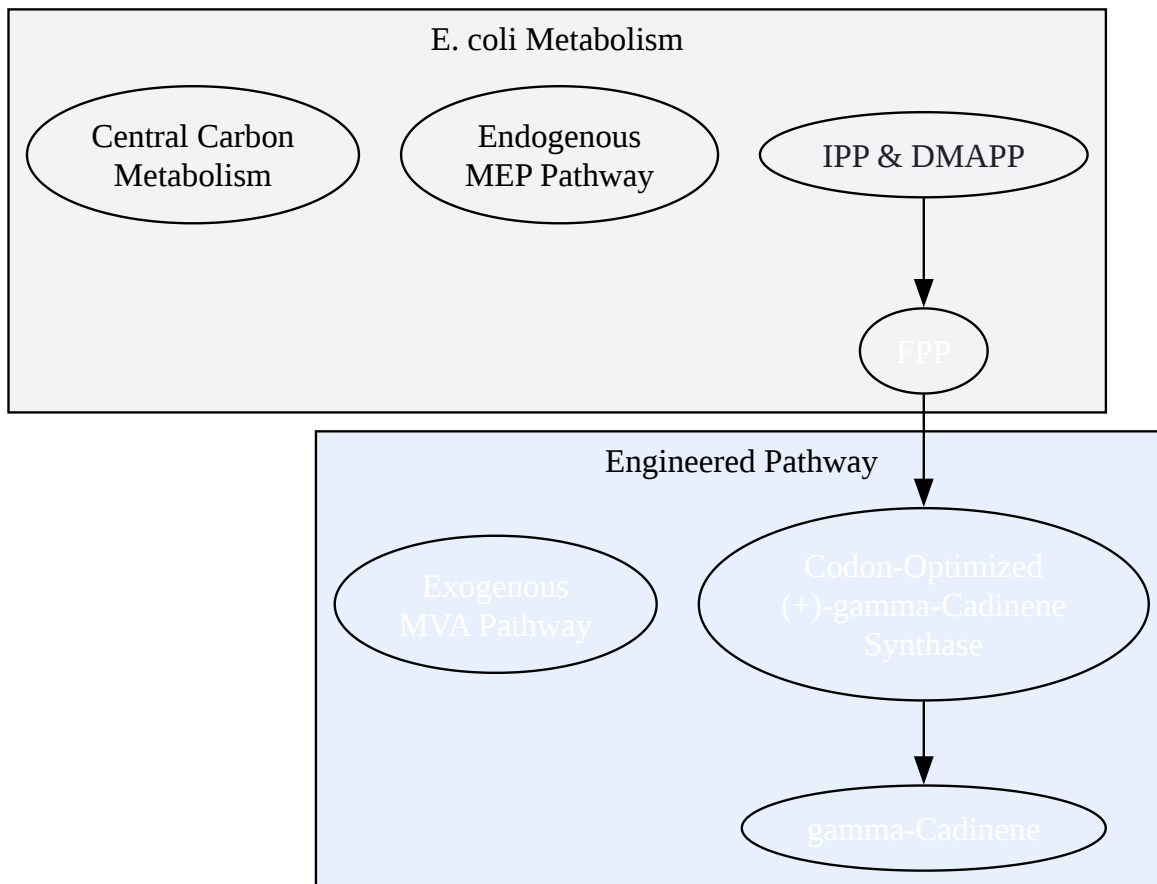 E. coli Metabolism
Central Carbon
Metabolism
Endogenous
MEP Pathway
IPP & DMAPP
FPP
Engineered Pathway
Exogenous
MVA Pathway
Codon-Optimized
(+)-gamma-Cadinene
Synthase
gamma-Cadinene